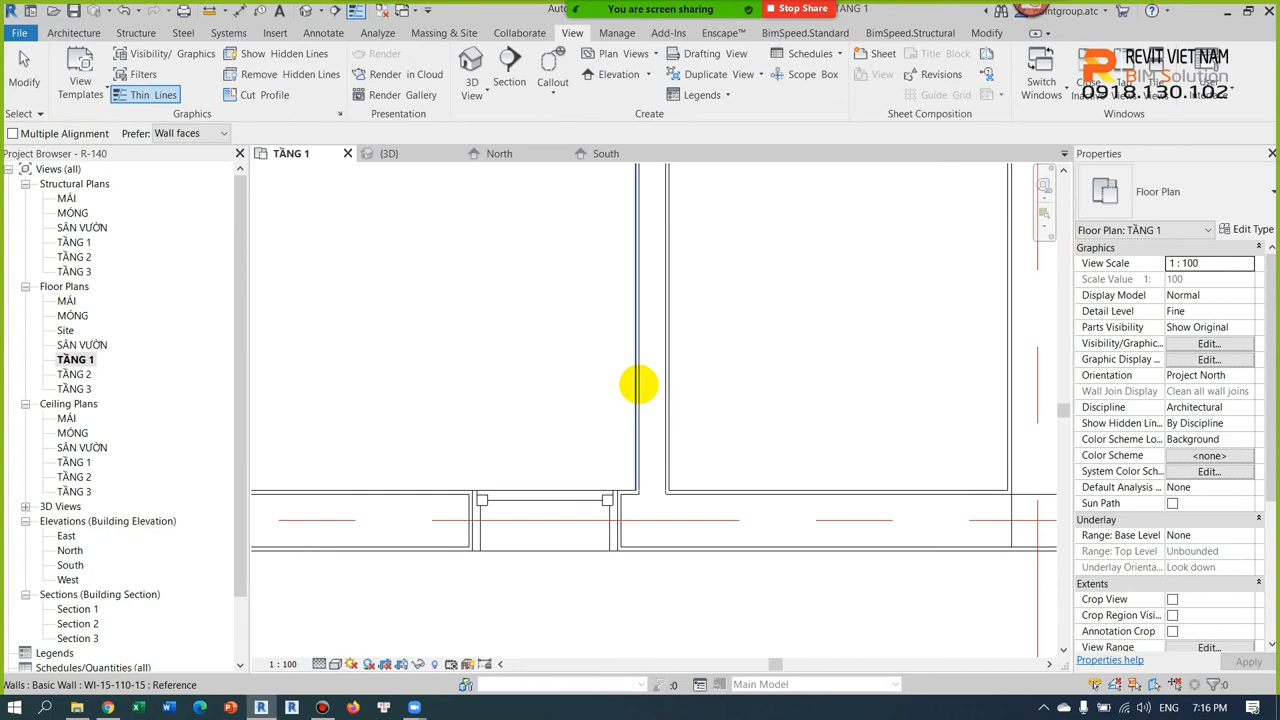 You are screen sharing
Stop Share
TẦNG 1
File
Architecture
Structure
Steel
Systems
Insert
Annotate
Analyze
Massing & Site
Collaborate
View
Manage
Add-Ins
Enscape™
BimSpeed.Standard
BimSpeed.Structural
Modify
Modify
View
Templates
Visibility/ Graphics
Filters
Thin Lines
Show Hidden Lines
Remove Hidden Lines
Cut Profile
Render
Render in Cloud
Render Gallery
3D
View
Section
Callout
Plan Views
Elevation
Drafting View
Duplicate View
Legends
Schedules
Scope Box
Sheet
View
Title Block
Revisions
Guide Grid
Switch
Windows
REVIT VIETNAM
BIM Solution
0918.130.102
Select
Graphics
Presentation
Create
Sheet Composition
Windows
Multiple Alignment
Prefer:
Wall faces
Project Browser - R-140
TẦNG 1
{3D}
North
South
Properties
Views (all)
Structural Plans
MÁI
MÓNG
SÂN VƯỜN
TẦNG 1
TẦNG 2
TẦNG 3
Floor Plans
MÁI
MÓNG
Site
SÂN VƯỜN
TẦNG 1
TẦNG 2
TẦNG 3
Ceiling Plans
MÁI
MÓNG
SÂN VƯỜN
TẦNG 1
TẦNG 2
TẦNG 3
3D Views
Elevations (Building Elevation)
East
North
South
West
Sections (Building Section)
Section 1
Section 2
Section 3
Legends
Schedules/Quantities (all)
Floor Plan
Floor Plan: TẦNG 1
Edit Type
Graphics
View Scale 1 : 100
Scale Value 1: 100
Display Model Normal
Detail Level Fine
Parts Visibility Show Original
Visibility/Graphic... Edit...
Graphic Display ... Edit...
Orientation Project North
Wall Join Display Clean all wall joins
Discipline Architectural
Show Hidden Lin... By Discipline
Color Scheme Lo... Background
Color Scheme <none>
System Color Sch... Edit...
Default Analysis ... None
Sun Path
Underlay
Range: Base Level None
Range: Top Level Unbounded
Underlay Orienta... Look down
Extents
Crop View
Crop Region Visi...
Annotation Crop
View Range Edit...
Properties help
Apply
1 : 100
Walls : Basic Wall : WI-15-110-15 : Reference
:0
Main Model
:0
ENG
7:16 PM